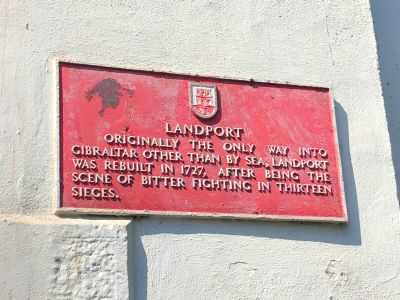 LANDPORT
ORIGINALLY THE ONLY WAY INTO
GIBRALTAR OTHER THAN BY SEA, LANDPORT
WAS REBUILT IN 1727, AFTER BEING THE
SCENE OF BITTER FIGHTING IN THIRTEEN
SIEGES.